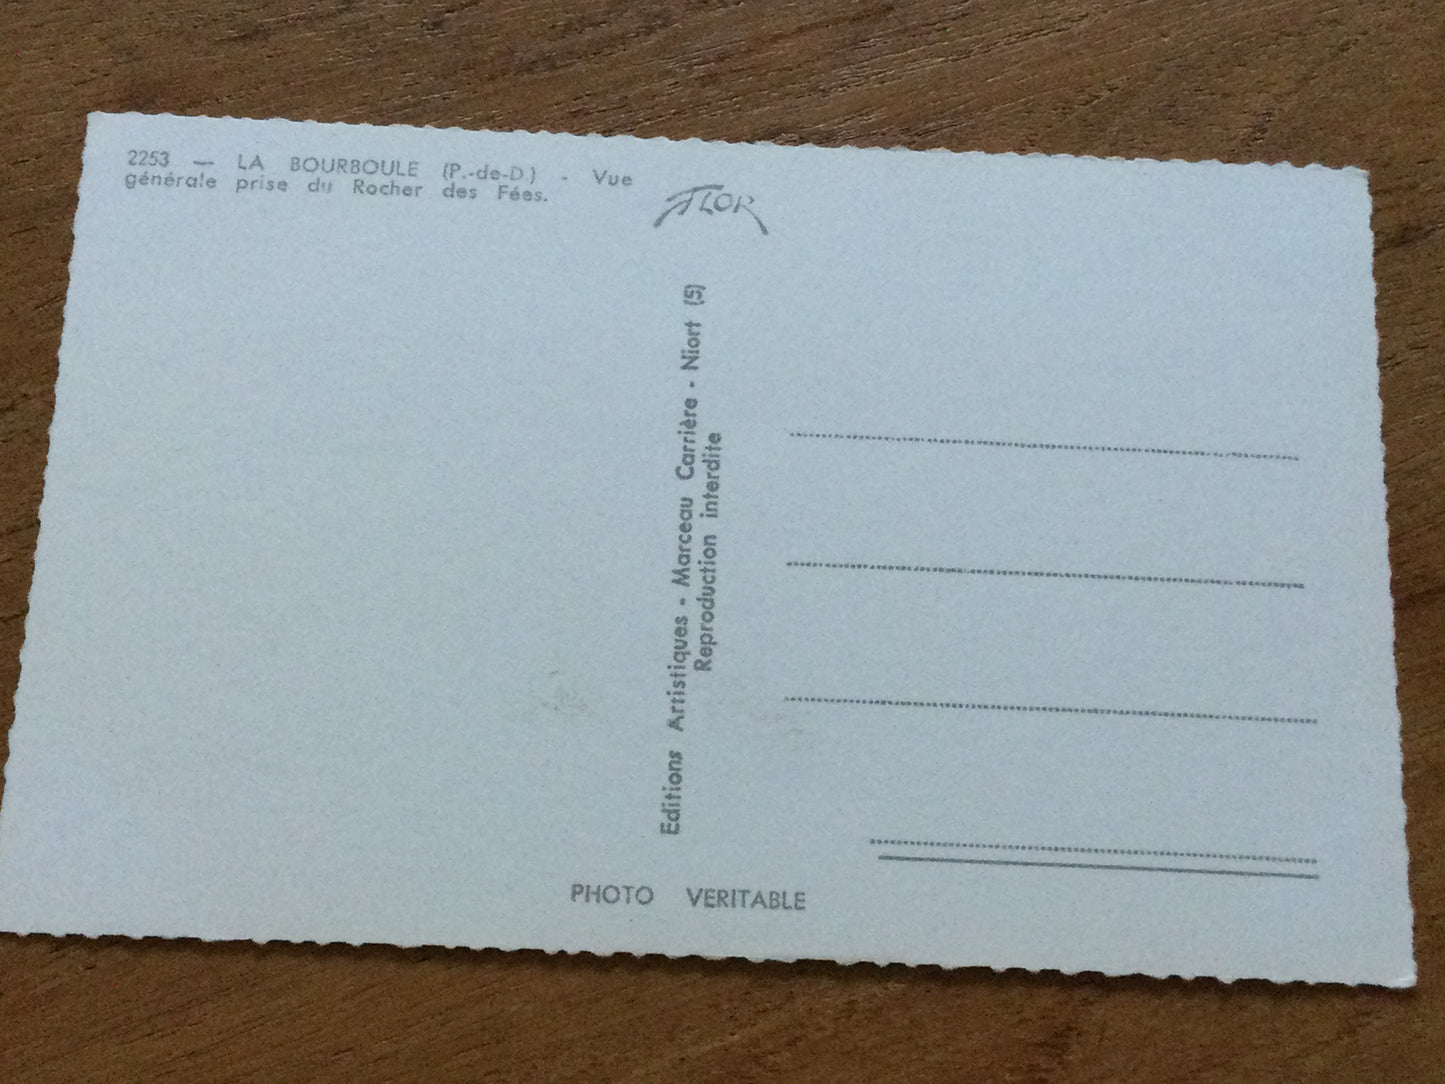 2253 — LA BOURBOULE (P.-de-D.) - Vue
générale prise du Rocher des Fées.
FLOR
Editions Artistiques - Marceau Carrière - Niort (S)
Reproduction interdite
PHOTO VERITABLE